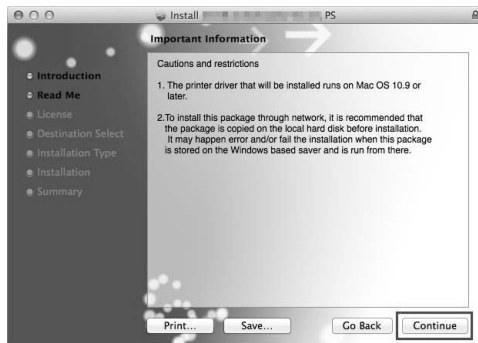 Install PS
Important Information
Introduction
Read Me
License
Destination Select
Installation Type
Installation
Summary
Cautions and restrictions
1. The printer driver that will be installed runs on Mac OS 10.9 or
later.
2.To install this package through network, it is recommended that
the package is copied on the local hard disk before installation.
It may happen error and/or fail the installation when this package
is stored on the Windows based saver and is run from there.
Print...
Save...
Go Back
Continue